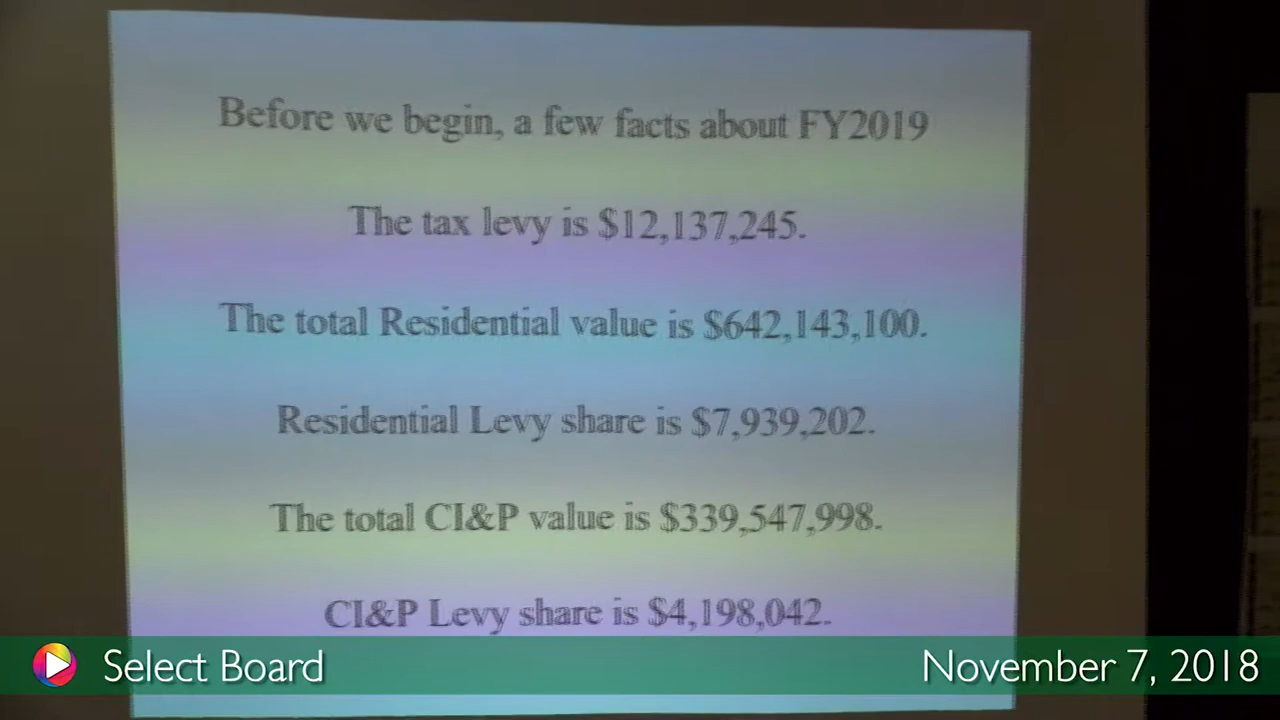 Before we begin, a few facts about FY2019
The tax levy is $12,137,245.
The total Residential value is $642,143,100.
Residential Levy share is $7,939,202.
The total CI&P value is $339,547,998.
CI&P Levy share is $4,198,042.
Select Board
November 7, 2018